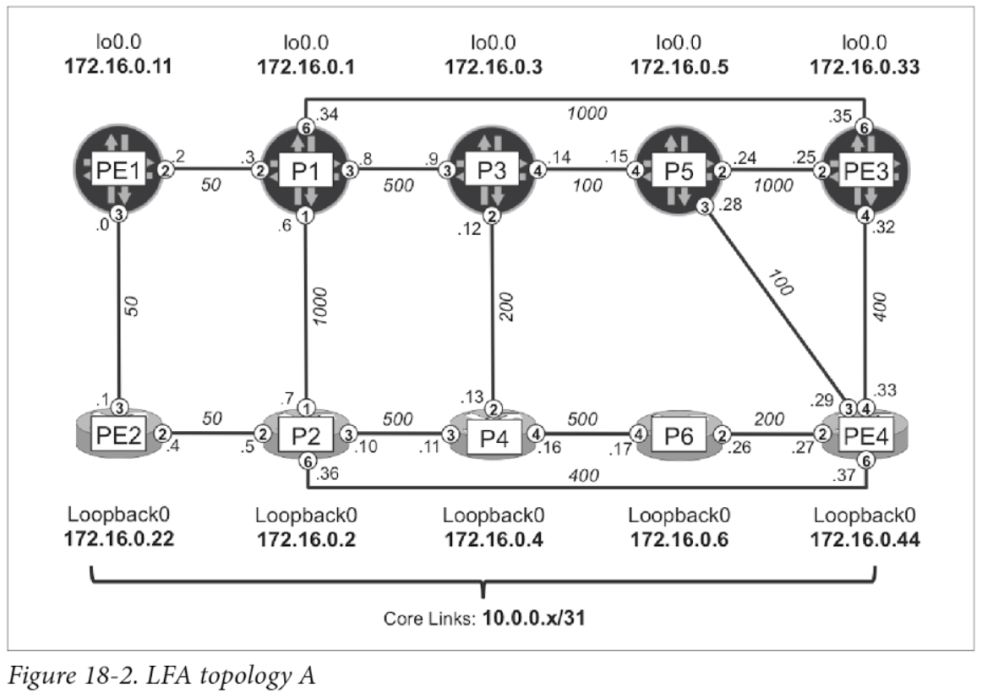 lo0.0 lo0.0 lo0.0 lo0.0 lo0.0
172.16.0.11 172.16.0.1 172.16.0.3 172.16.0.5 172.16.0.33
.34 1000 .35
6 6
PE1 2 .2 50 .3 2 P1 3 .8 500 .9 3 P3 4 .14 100 .15 4 P5 2 .24 1000 .25 2 PE3
3 1 2 3 4
.0 .6 .12 .28 .32
50 1000 200 100 400
.1 .7 .13 .29 .33
3 1 2 3 4
PE2 2 .4 50 .5 2 P2 3 .10 500 .11 3 P4 4 .16 500 .17 4 P6 2 .26 200 .27 2 PE4
6 6
.36 400 .37
Loopback0 Loopback0 Loopback0 Loopback0 Loopback0
172.16.0.22 172.16.0.2 172.16.0.4 172.16.0.6 172.16.0.44
Core Links: 10.0.0.x/31
Figure 18-2. LFA topology A